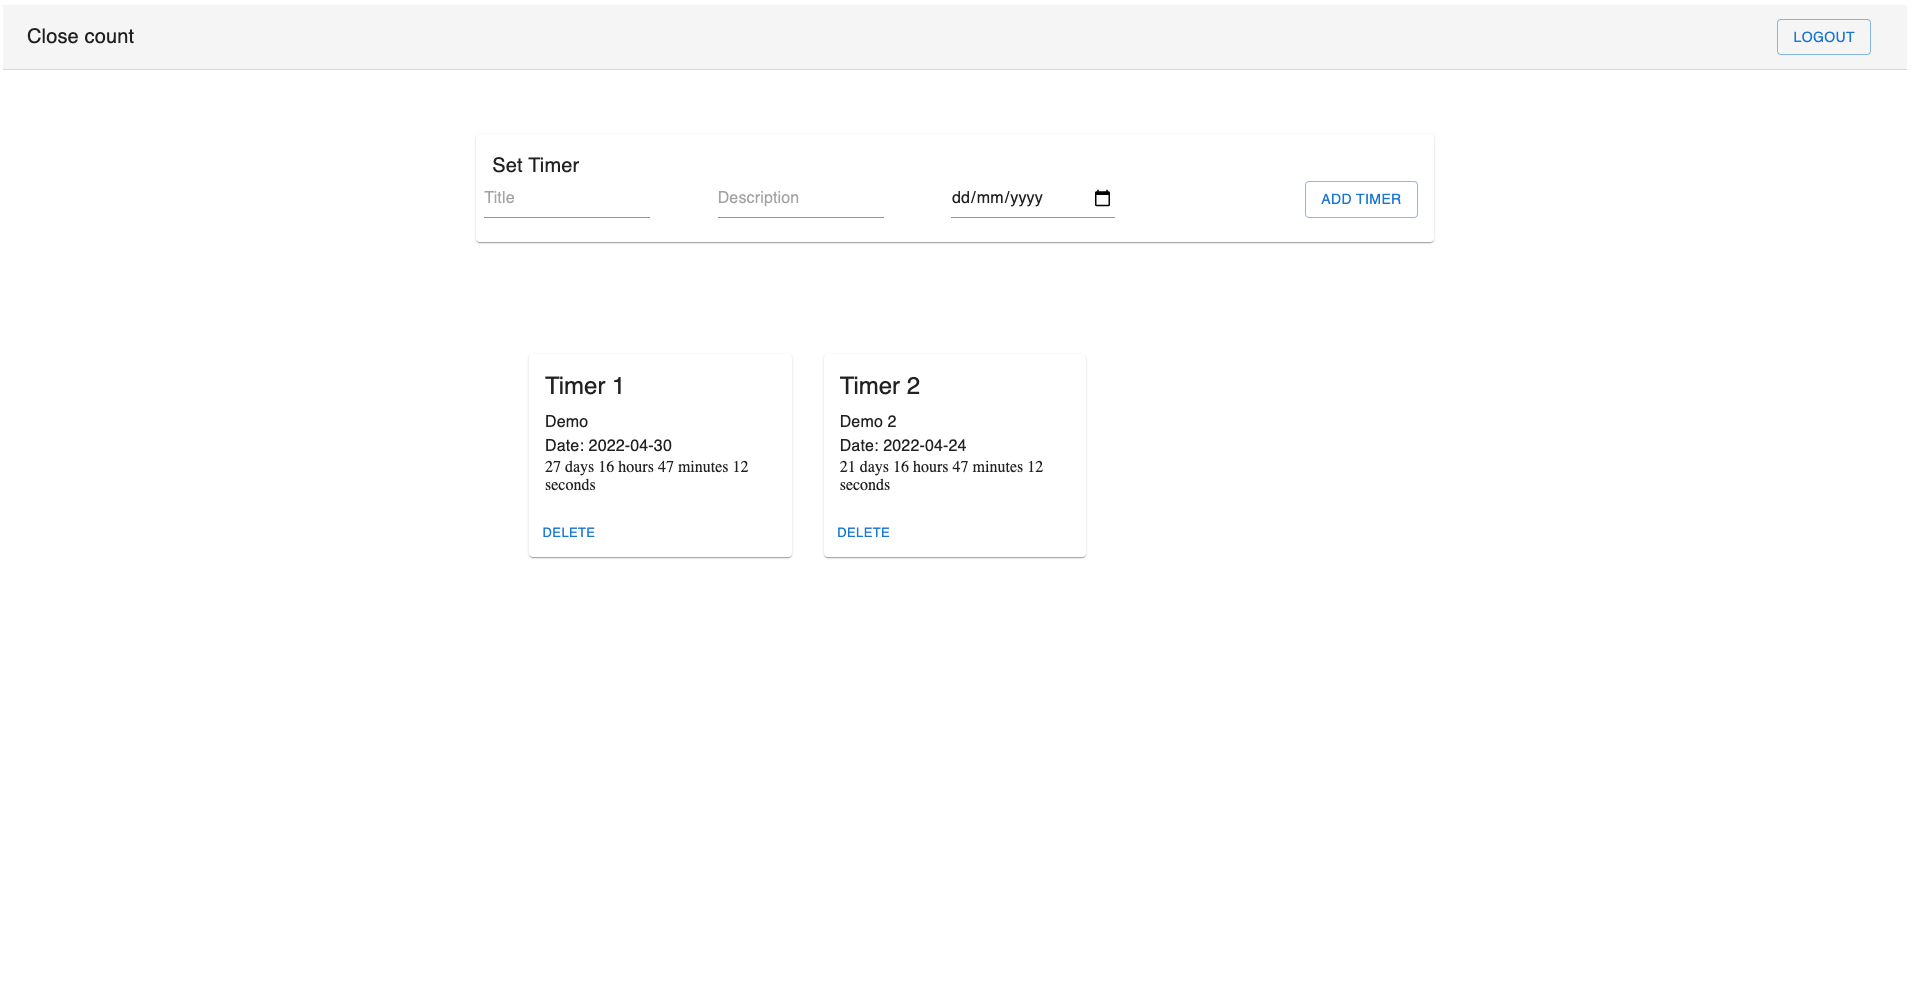 Close count
LOGOUT
Set Timer
Title
Description
dd/mm/yyyy
ADD TIMER
Timer 1
Demo
Date: 2022-04-30
27 days 16 hours 47 minutes 12
seconds
DELETE
Timer 2
Demo 2
Date: 2022-04-24
21 days 16 hours 47 minutes 12
seconds
DELETE